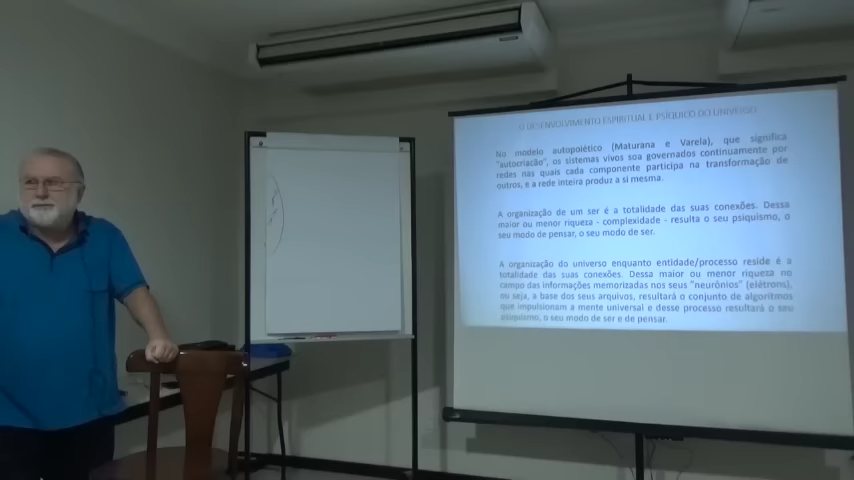 O DESENVOLVIMENTO ESPIRITUAL E PSÍQUICO DO UNIVERSO
No modelo autopoiético (Maturana e Varela), que significa
"autocriação", os sistemas vivos são governados continuamente por
redes nas quais cada componente participa na transformação de
outros, e a rede inteira produz a si mesma.
A organização de um ser é a totalidade das suas conexões. Dessa
maior ou menor riqueza - complexidade - resulta o seu psiquismo, o
seu modo de pensar, o seu modo de ser.
A organização do universo enquanto entidade/processo reside é a
totalidade das suas conexões. Dessa maior ou menor riqueza no
campo das informações memorizadas nos seus "neurônios" (elétrons),
ou seja, a base dos seus arquivos, resultará o conjunto de algoritmos
que impulsionam a mente universal e desse processo resultará o seu
psiquismo, o seu modo de ser e de pensar.